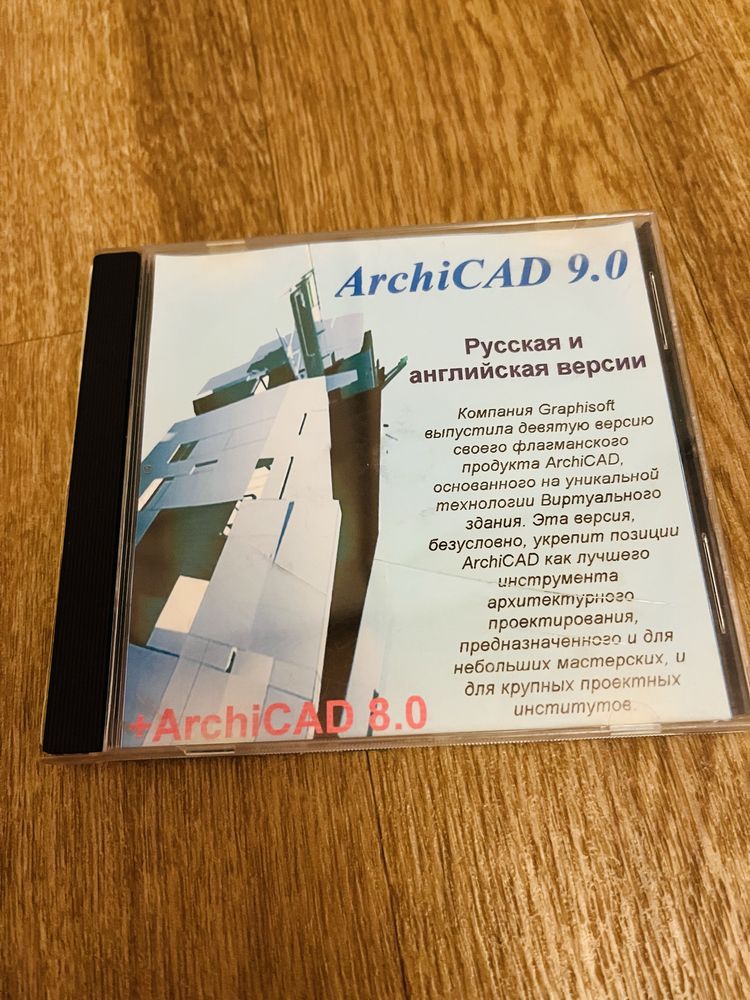 ArchiCAD 9.0
Русская и
английская версии
Компания Graphisoft
выпустила девятую версию
своего флагманского
продукта ArchiCAD,
основанного на уникальной
технологии Виртуального
здания. Эта версия,
безусловно, укрепит позиции
ArchiCAD как лучшего
инструмента
архитектурного
проектирования,
предназначенного и для
небольших мастерских, и
для крупных проектных
институтов.
+ArchiCAD 8.0